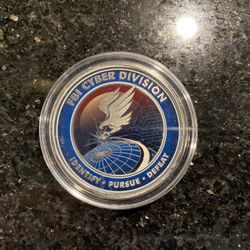 FBI CYBER DIVISION
IDENTIFY · PURSUE · DEFEAT